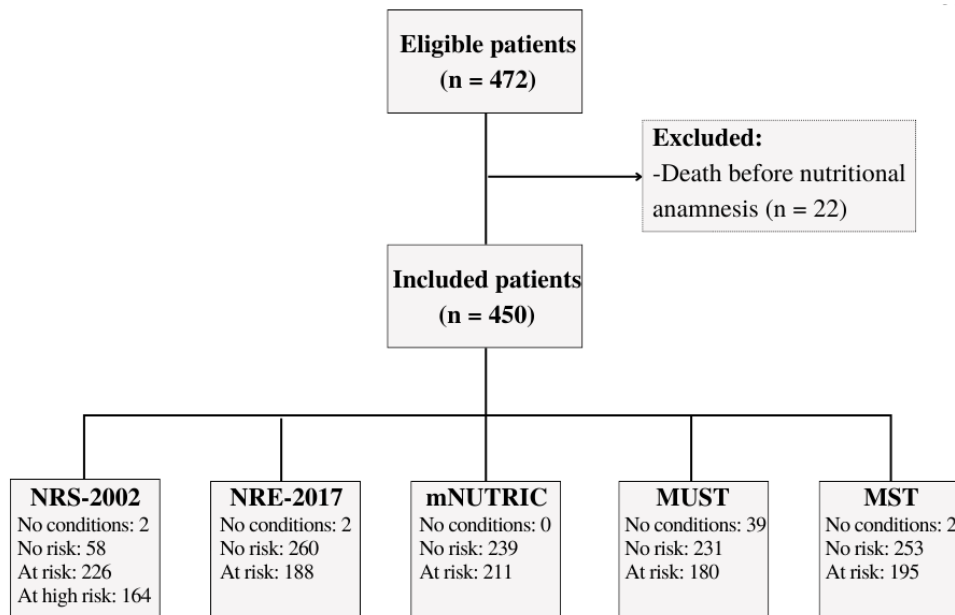 Eligible patients
(n = 472)
Excluded:
-Death before nutritional
anamnesis (n = 22)
Included patients
(n = 450)
NRS-2002
No conditions: 2
No risk: 58
At risk: 226
At high risk: 164
NRE-2017
No conditions: 2
No risk: 260
At risk: 188
mNUTRIC
No conditions: 0
No risk: 239
At risk: 211
MUST
No conditions: 39
No risk: 231
At risk: 180
MST
No conditions: 2
No risk: 253
At risk: 195